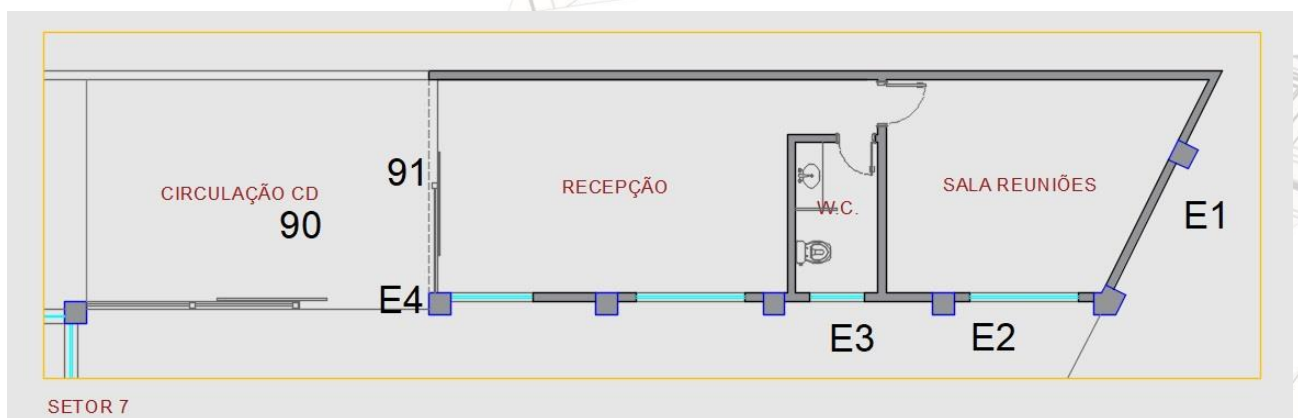 91
CIRCULAÇÃO CD
RECEPÇÃO
SALA REUNIÕES
W.C.
90
E1
E4
E3
E2
SETOR 7